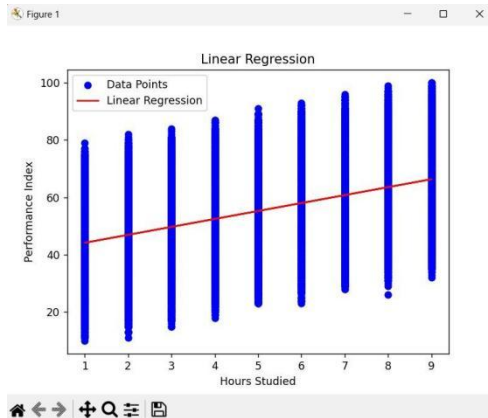 Figure 1
Linear Regression
Data Points
Linear Regression
Performance Index
100
80
60
40
20
1 2 3 4 5 6 7 8 9
Hours Studied